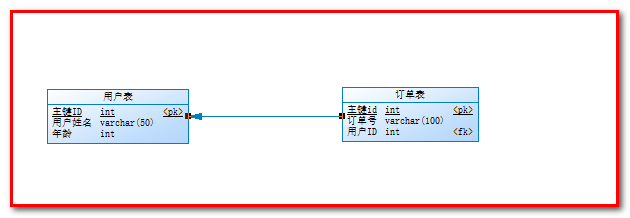 用户表
主键ID int <pk>
用户姓名 varchar(50)
年龄 int
订单表
主键id int <pk>
订单号 varchar(100)
用户ID int <fk>